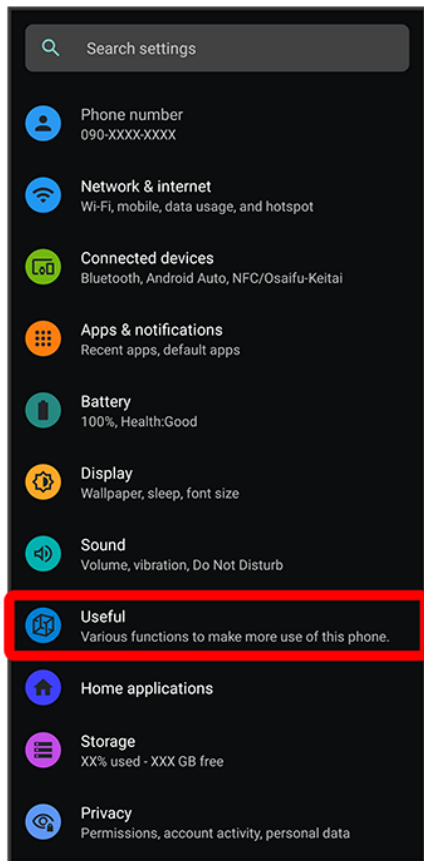 Search settings
Phone number
090-XXXX-XXXX
Network & internet
Wi-Fi, mobile, data usage, and hotspot
Connected devices
Bluetooth, Android Auto, NFC/Osaifu-Keitai
Apps & notifications
Recent apps, default apps
Battery
100%, Health:Good
Display
Wallpaper, sleep, font size
Sound
Volume, vibration, Do Not Disturb
Useful
Various functions to make more use of this phone.
Home applications
Storage
XX% used - XXX GB free
Privacy
Permissions, account activity, personal data